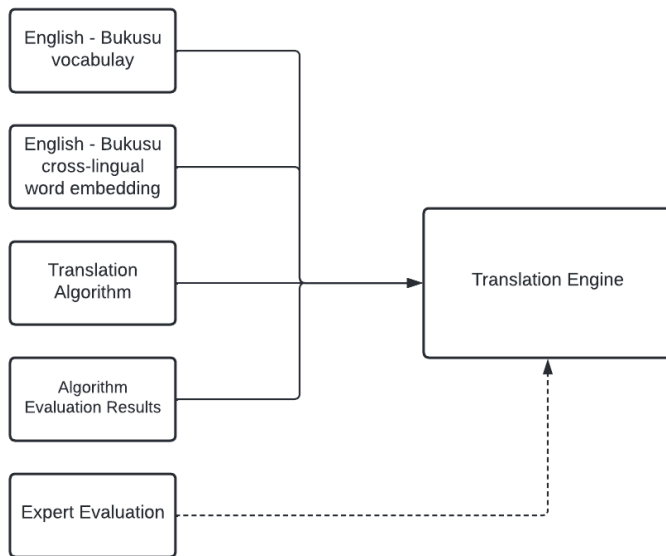 English - Bukusu
vocabulay
English - Bukusu
cross-lingual
word embedding
Translation
Algorithm
Algorithm
Evaluation Results
Expert Evaluation
Translation Engine